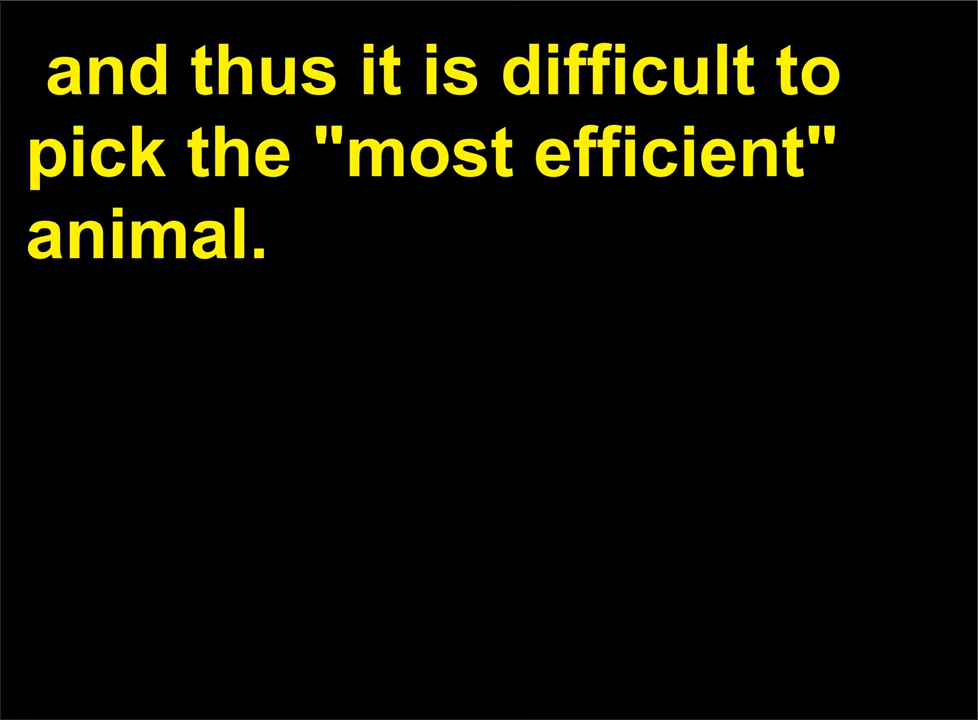 and thus it is difficult to
pick the "most efficient"
animal.